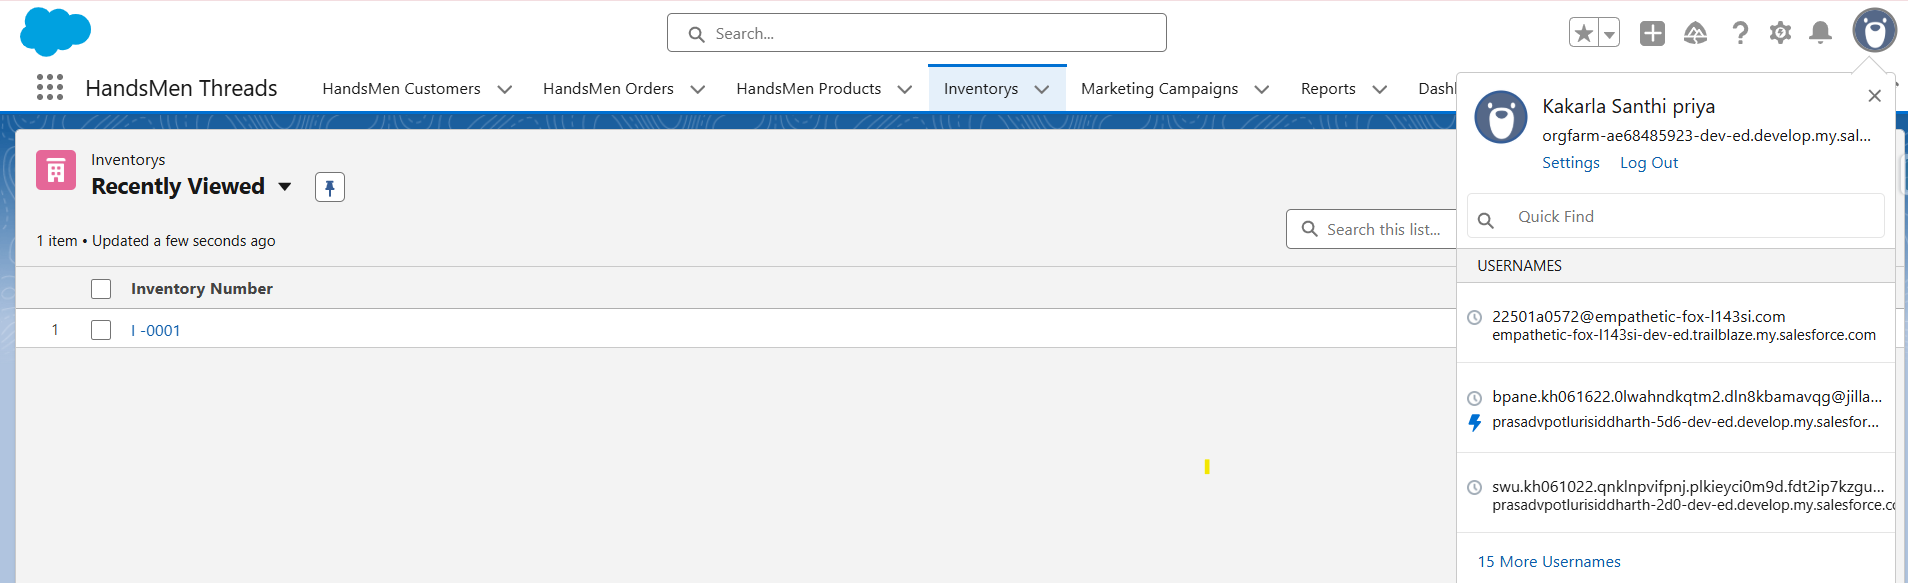 Search...
HandsMen Threads
HandsMen Customers
HandsMen Orders
HandsMen Products
Inventorys
Marketing Campaigns
Reports
Dashl
Inventorys
Recently Viewed
1 item • Updated a few seconds ago
Search this list...
Inventory Number
1
I -0001
Kakarla Santhi priya
orgfarm-ae68485923-dev-ed.develop.my.sal...
Settings
Log Out
Quick Find
USERNAMES
22501a0572@empathetic-fox-l143si.com
empathetic-fox-l143si-dev-ed.trailblaze.my.salesforce.com
bpane.kh061622.0lwahndkqtm2.dln8kbamavqg@jilla...
prasadvpotlurisiddharth-5d6-dev-ed.develop.my.salesfor...
swu.kh061022.qnklnpvifpnj.plkieyci0m9d.fdt2ip7kzgu...
prasadvpotlurisiddharth-2d0-dev-ed.develop.my.salesforce.co
15 More Usernames